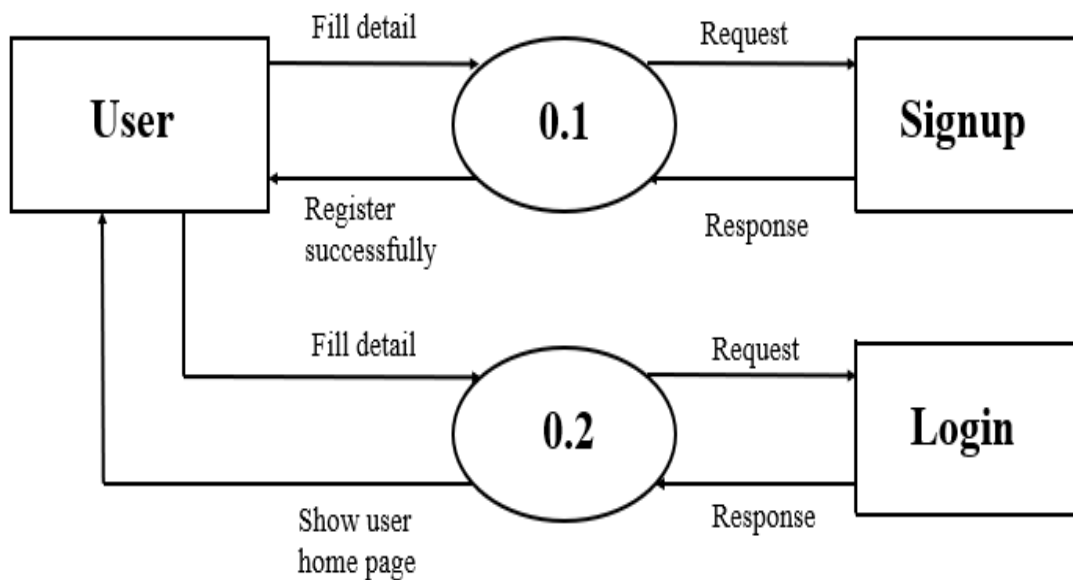 Fill detail
Request
User
0.1
Signup
Register
successfully
Response
Fill detail
Request
0.2
Login
Show user
home page
Response